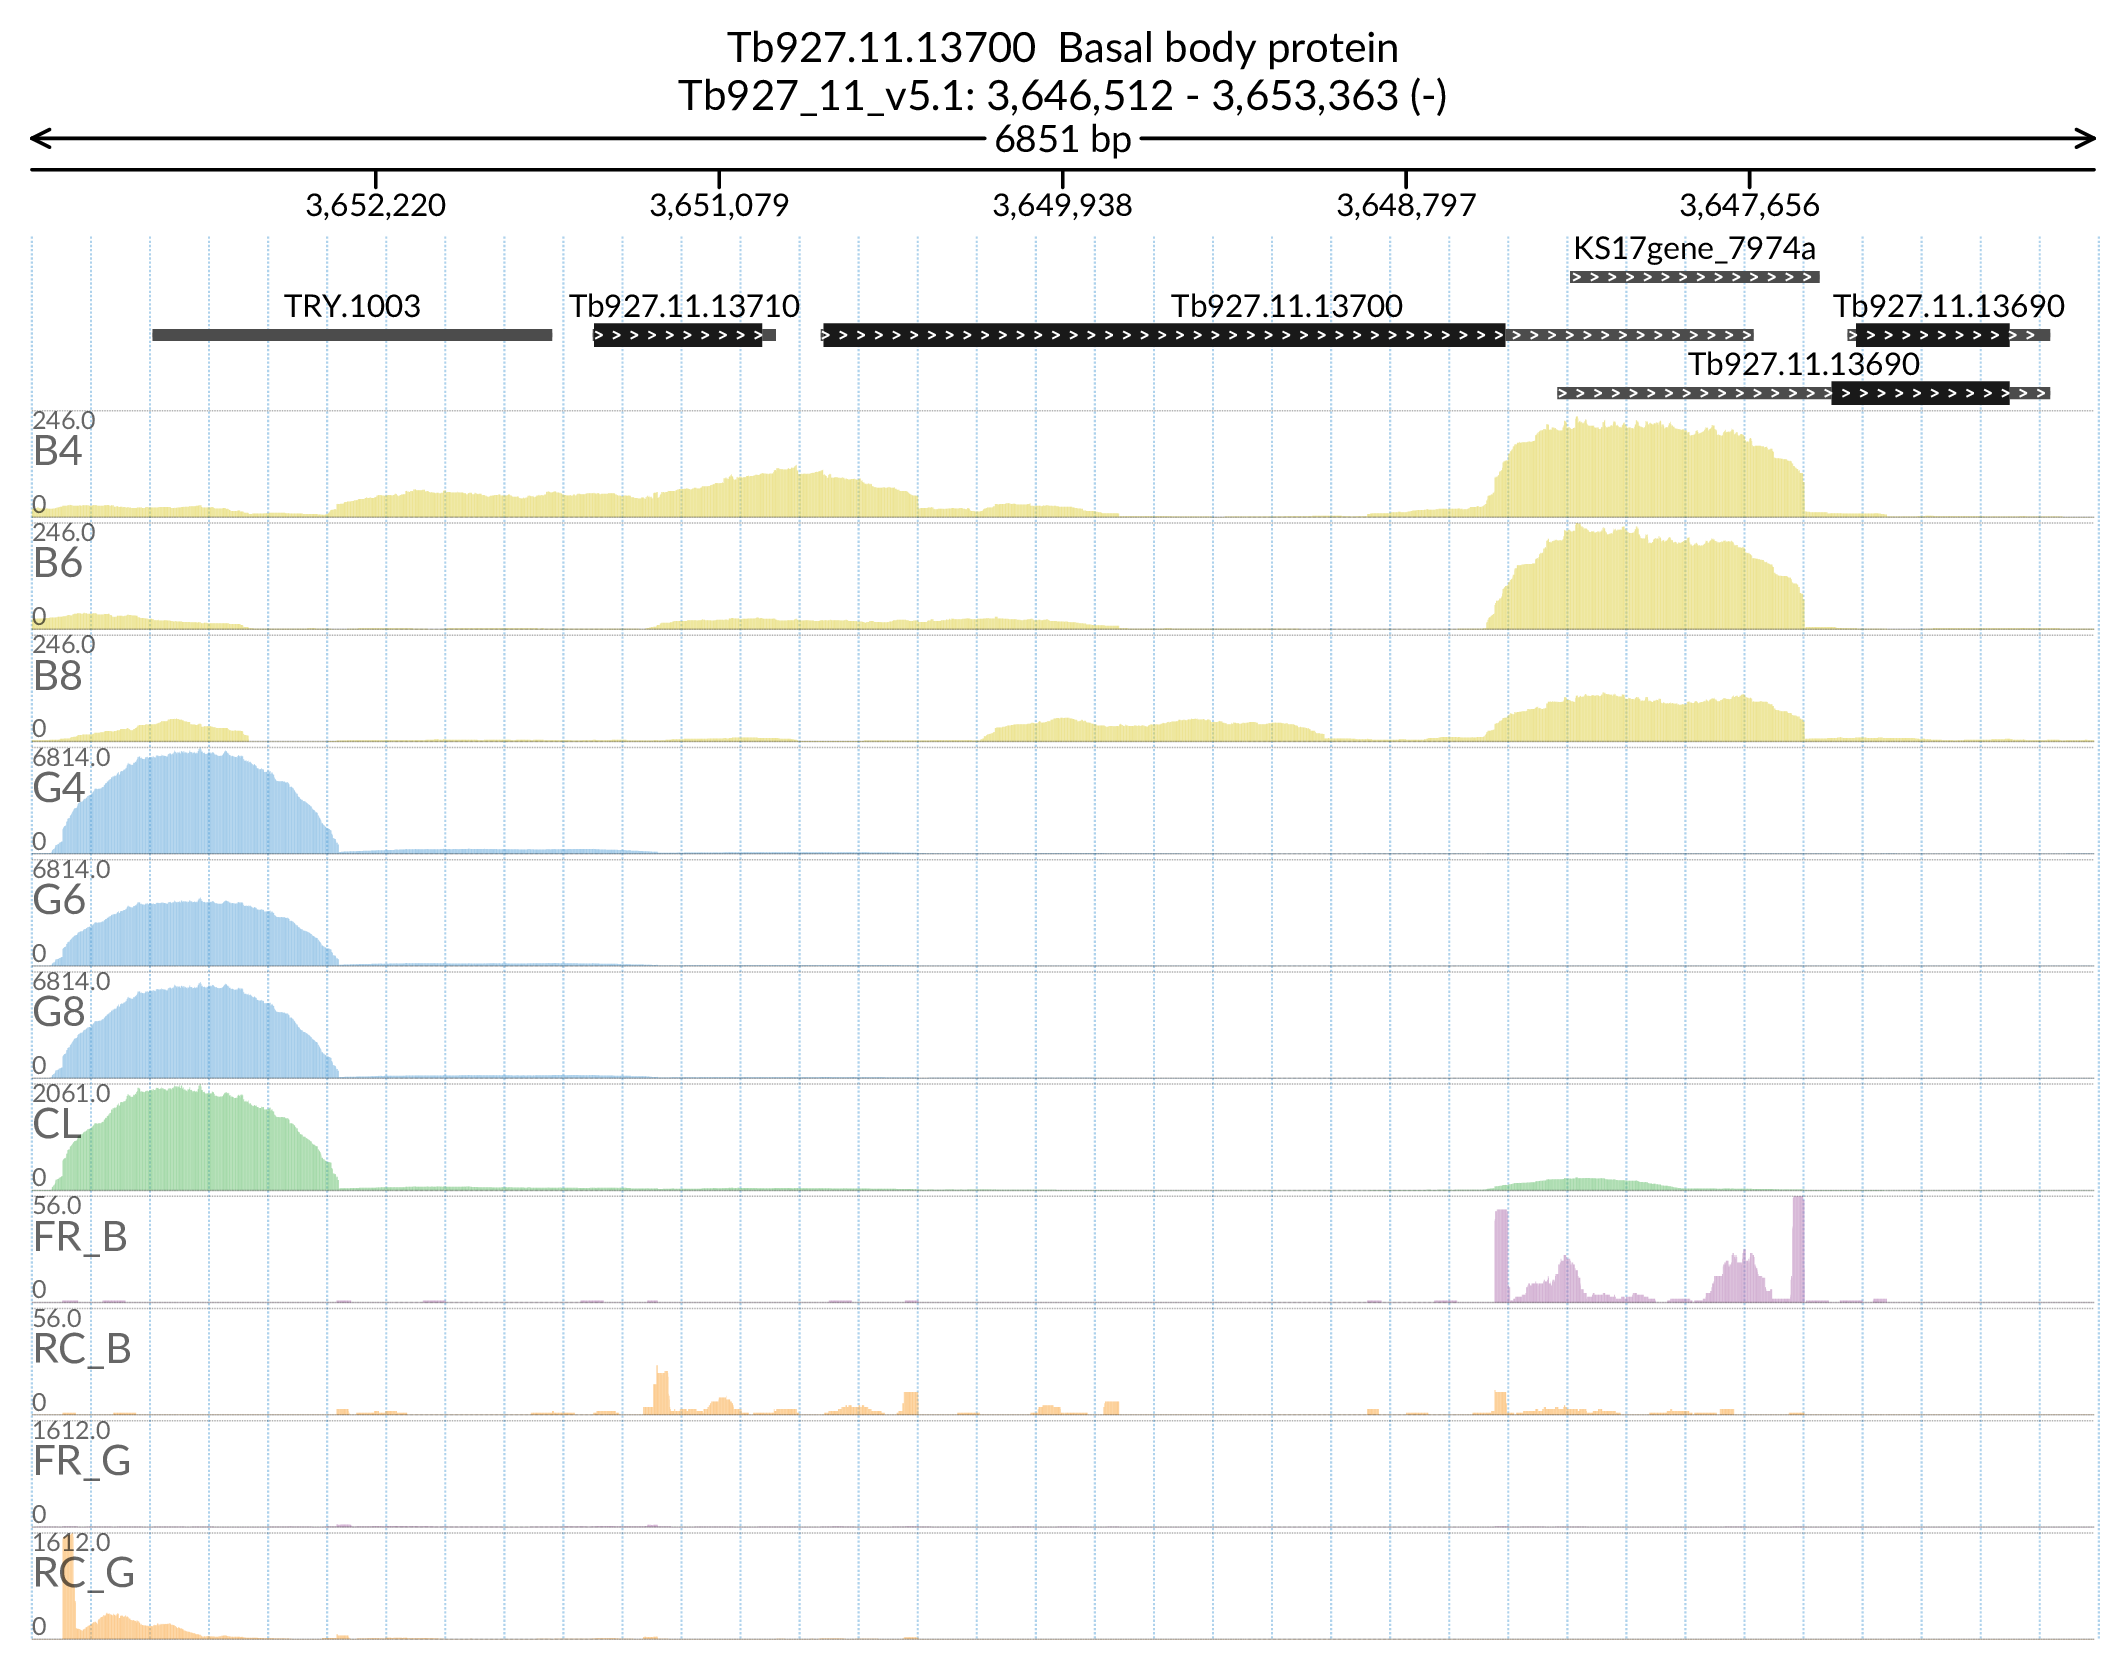 Tb927.11.13700  Basal body protein
Tb927_11_v5.1: 3,646,512 - 3,653,363 (-)
6851 bp
3,652,220 3,651,079 3,649,938 3,648,797 3,647,656
KS17gene_7974a
TRY.1003 Tb927.11.13710 Tb927.11.13700 Tb927.11.13690
Tb927.11.13690
246.0
B4
0
246.0
B6
0
246.0
B8
0
6814.0
G4
0
6814.0
G6
0
6814.0
G8
0
2061.0
CL
0
56.0
FR_B
0
56.0
RC_B
0
1612.0
FR_G
0
1612.0
RC_G
0